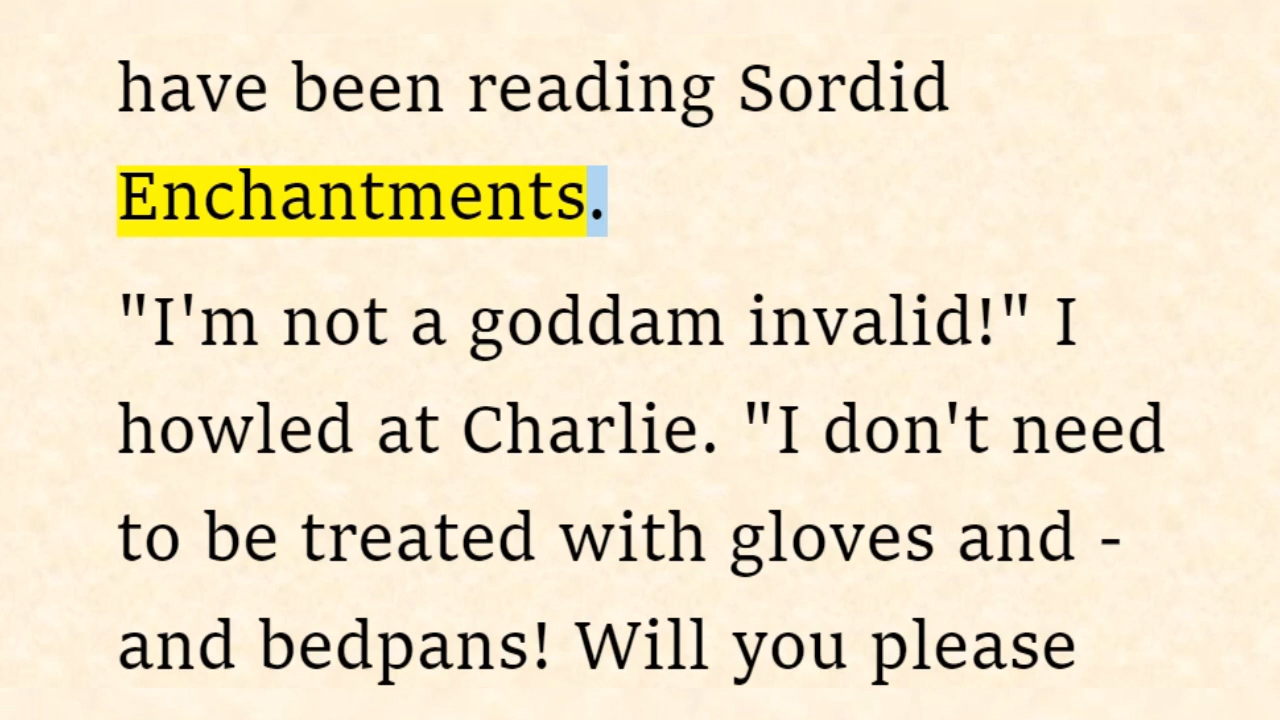 have been reading Sordid
Enchantments.
"I'm not a goddam invalid!" I
howled at Charlie. "I don't need
to be treated with gloves and -
and bedpans! Will you please